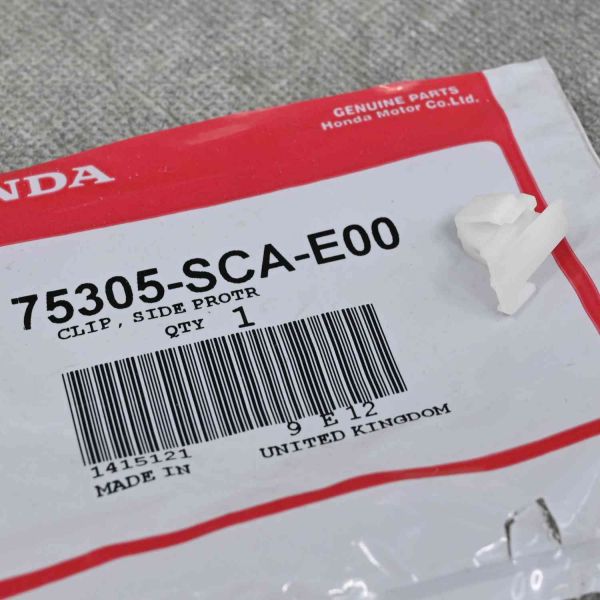 GENUINE PARTS
Honda Motor Co.Ltd.
NDA
75305-SCA-E00
CLIP, SIDE PROTR
QTY 1
9 E 12
1415121
MADE IN UNITED KINGDOM